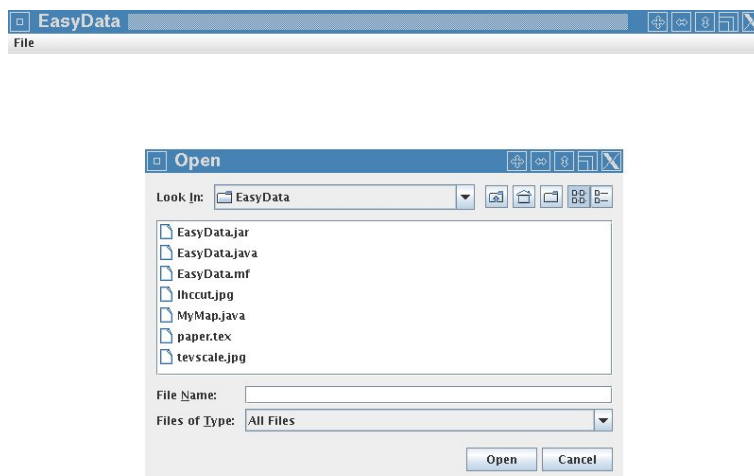 EasyData
File
Open
Look In: EasyData
EasyData.jar
EasyData.java
EasyData.mf
lhccut.jpg
MyMap.java
paper.tex
tevscale.jpg
File Name:
Files of Type: All Files
Open Cancel